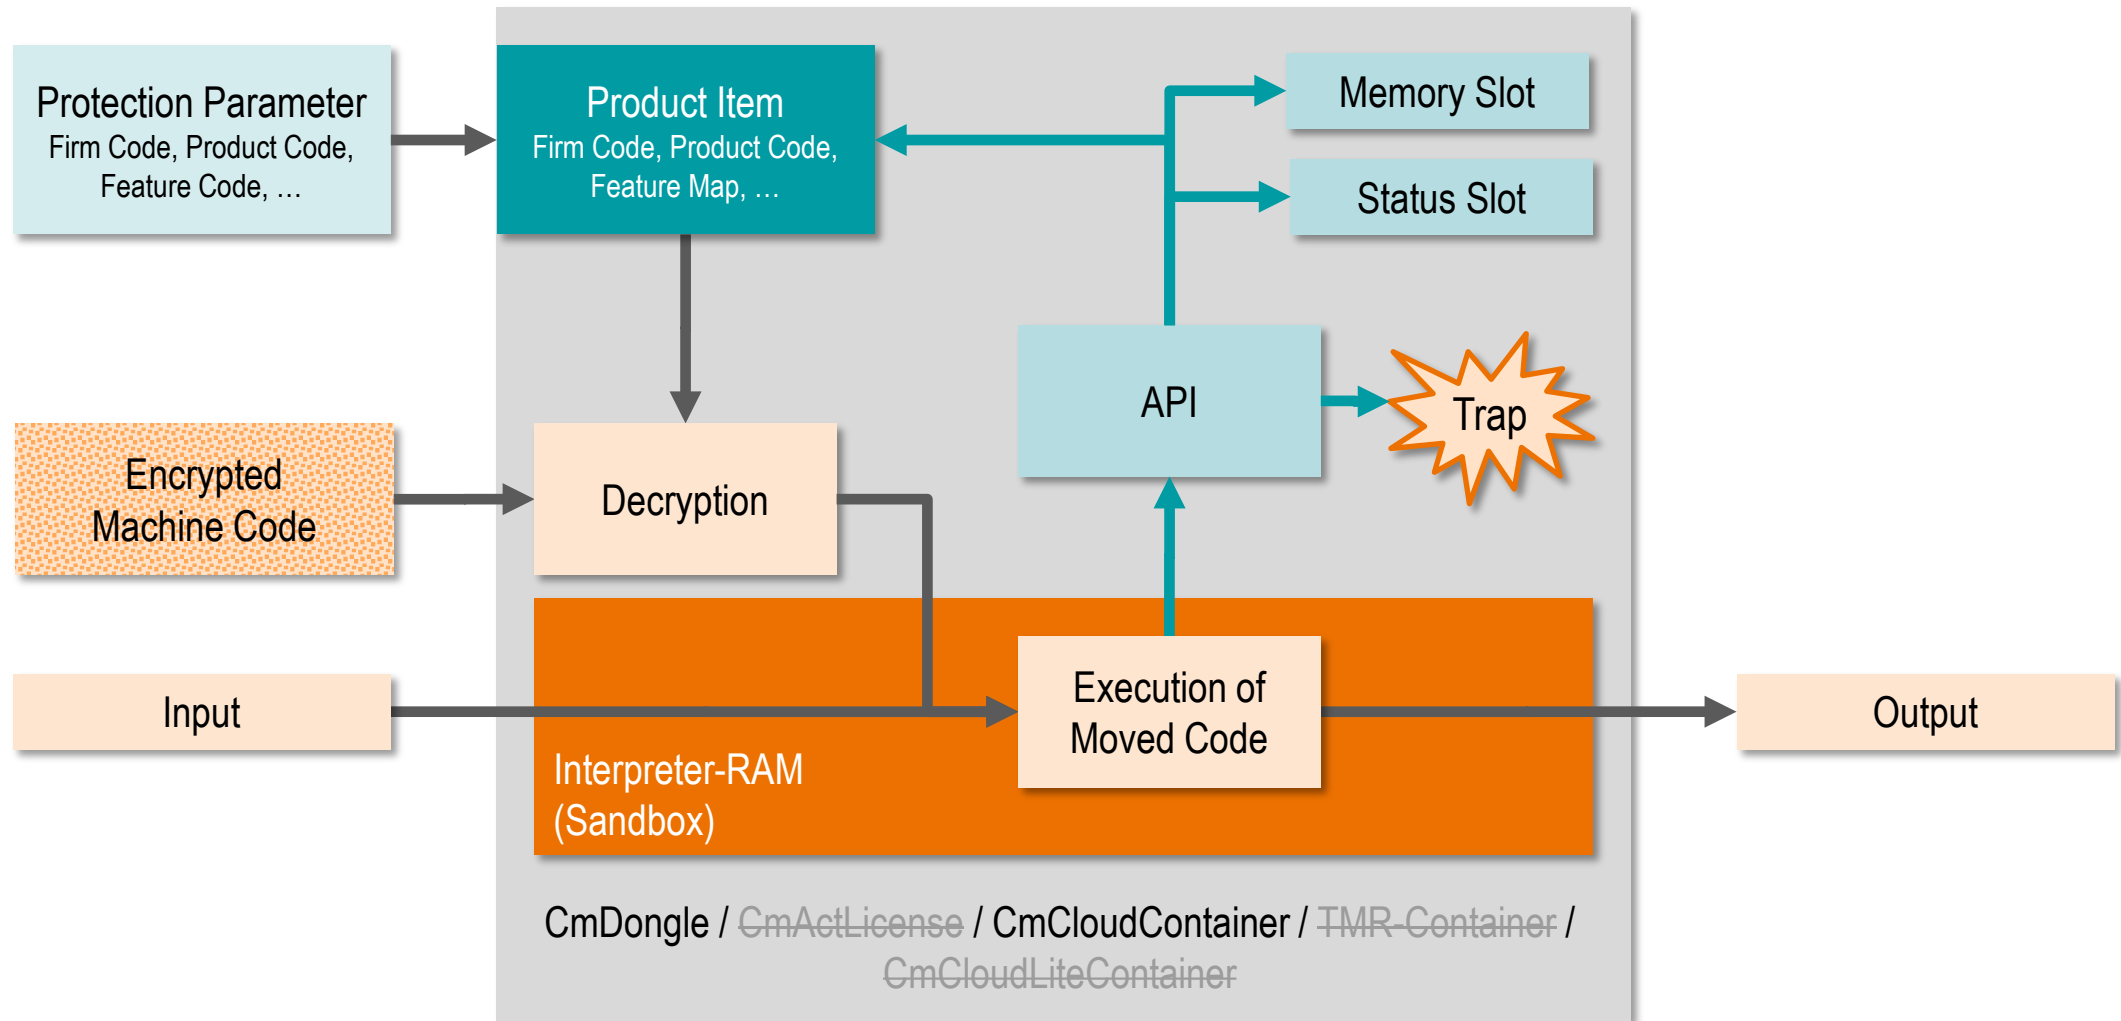 Protection Parameter
Firm Code, Product Code,
Feature Code, …
Product Item
Firm Code, Product Code,
Feature Map, …
Memory Slot
Status Slot
API
Trap
Encrypted
Machine Code
Decryption
Input
Execution of
Moved Code
Output
Interpreter-RAM
(Sandbox)
CmDongle / CmActLicense / CmCloudContainer / TMR-Container /
CmCloudLiteContainer